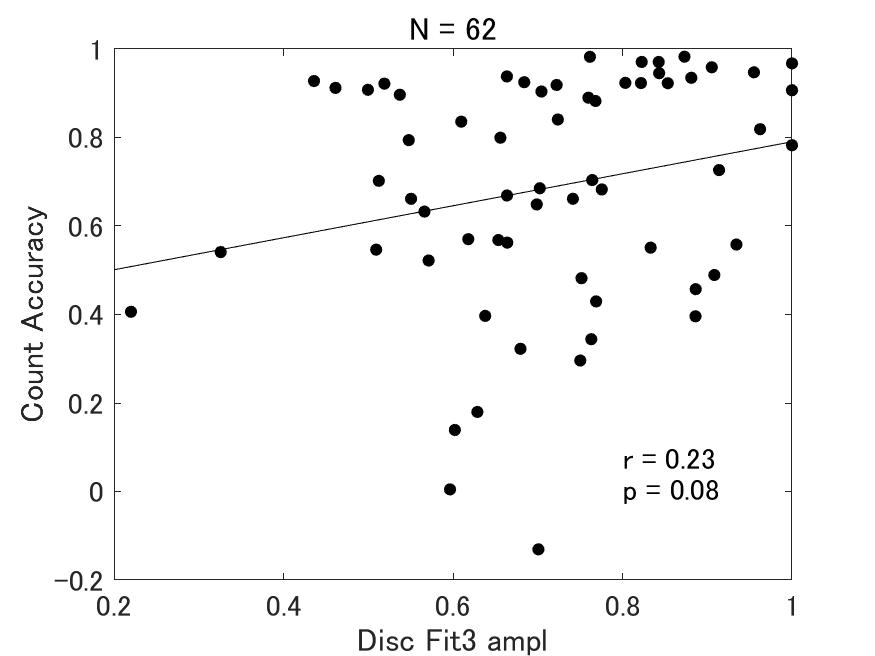 N = 62
1
0.8
0.6
0.4
0.2
0
−0.2
Count Accuracy
r = 0.23
p = 0.08
0.2 0.4 0.6 0.8 1
Disc Fit3 ampl